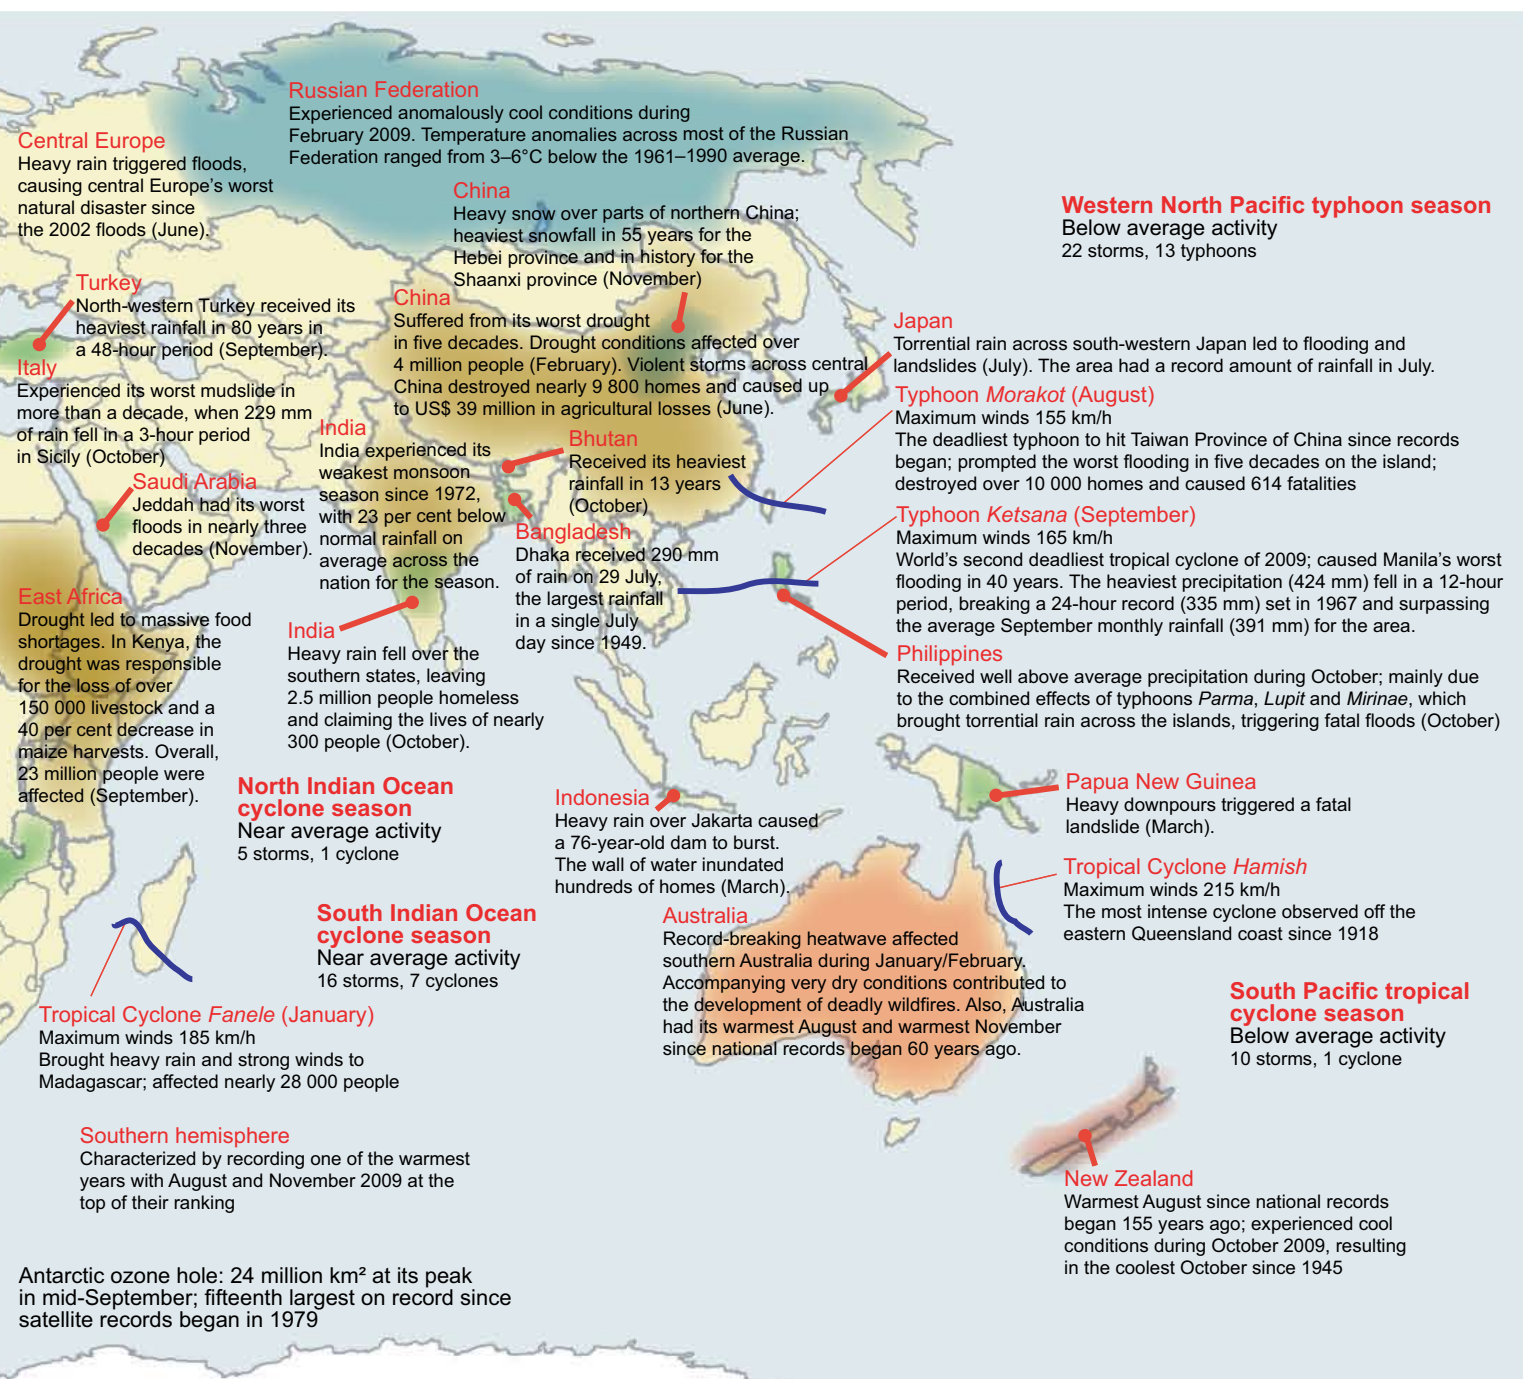 Russian Federation
Experienced anomalously cool conditions during
February 2009. Temperature anomalies across most of the Russian
Federation ranged from 3–6°C below the 1961–1990 average.
Central Europe
Heavy rain triggered floods,
causing central Europe's worst
natural disaster since
the 2002 floods (June).
China
Heavy snow over parts of northern China;
heaviest snowfall in 55 years for the
Hebei province and in history for the
Shaanxi province (November)
Western North Pacific typhoon season
Below average activity
22 storms, 13 typhoons
Turkey
North-western Turkey received its
heaviest rainfall in 80 years in
a 48-hour period (September).
China
Suffered from its worst drought
in five decades. Drought conditions affected over
4 million people (February). Violent storms across central
China destroyed nearly 9 800 homes and caused up
to US$ 39 million in agricultural losses (June).
Japan
Torrential rain across south-western Japan led to flooding and
landslides (July). The area had a record amount of rainfall in July.
Italy
Experienced its worst mudslide in
more than a decade, when 229 mm
of rain fell in a 3-hour period
in Sicily (October)
Typhoon Morakot (August)
Maximum winds 155 km/h
The deadliest typhoon to hit Taiwan Province of China since records
began; prompted the worst flooding in five decades on the island;
destroyed over 10 000 homes and caused 614 fatalities
India
India experienced its
weakest monsoon
season since 1972,
with 23 per cent below
normal rainfall on
average across the
nation for the season.
Bhutan
Received its heaviest
rainfall in 13 years
(October)
Saudi Arabia
Jeddah had its worst
floods in nearly three
decades (November).
Bangladesh
Dhaka received 290 mm
of rain on 29 July,
the largest rainfall
in a single July
day since 1949.
Typhoon Ketsana (September)
Maximum winds 165 km/h
World's second deadliest tropical cyclone of 2009; caused Manila's worst
flooding in 40 years. The heaviest precipitation (424 mm) fell in a 12-hour
period, breaking a 24-hour record (335 mm) set in 1967 and surpassing
the average September monthly rainfall (391 mm) for the area.
East Africa
Drought led to massive food
shortages. In Kenya, the
drought was responsible
for the loss of over
150 000 livestock and a
40 per cent decrease in
maize harvests. Overall,
23 million people were
affected (September).
India
Heavy rain fell over the
southern states, leaving
2.5 million people homeless
and claiming the lives of nearly
300 people (October).
Philippines
Received well above average precipitation during October; mainly due
to the combined effects of typhoons Parma, Lupit and Mirinae, which
brought torrential rain across the islands, triggering fatal floods (October)
North Indian Ocean
cyclone season
Near average activity
5 storms, 1 cyclone
Indonesia
Heavy rain over Jakarta caused
a 76-year-old dam to burst.
The wall of water inundated
hundreds of homes (March).
Papua New Guinea
Heavy downpours triggered a fatal
landslide (March).
Tropical Cyclone Hamish
Maximum winds 215 km/h
The most intense cyclone observed off the
eastern Queensland coast since 1918
South Indian Ocean
cyclone season
Near average activity
16 storms, 7 cyclones
Australia
Record-breaking heatwave affected
southern Australia during January/February.
Accompanying very dry conditions contributed to
the development of deadly wildfires. Also, Australia
had its warmest August and warmest November
since national records began 60 years ago.
South Pacific tropical
cyclone season
Below average activity
10 storms, 1 cyclone
Tropical Cyclone Fanele (January)
Maximum winds 185 km/h
Brought heavy rain and strong winds to
Madagascar; affected nearly 28 000 people
Southern hemisphere
Characterized by recording one of the warmest
years with August and November 2009 at the
top of their ranking
New Zealand
Warmest August since national records
began 155 years ago; experienced cool
conditions during October 2009, resulting
in the coolest October since 1945
Antarctic ozone hole: 24 million km² at its peak
in mid-September; fifteenth largest on record since
satellite records began in 1979